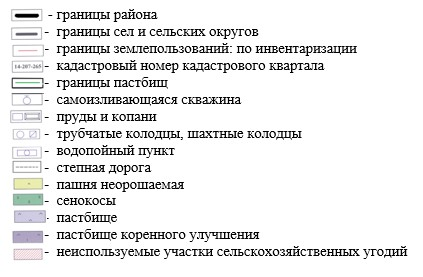 - границы района
- границы сел и сельских округов
- границы землепользований: по инвентаризации
14-207-265 - кадастровый номер кадастрового квартала
- границы пастбищ
- самоизливающаяся скважина
- пруды и копани
- трубчатые колодцы, шахтные колодцы
- водопойный пункт
- степная дорога
- пашня неорошаемая
- сенокосы
- пастбище
- пастбище коренного улучшения
- неиспользуемые участки сельскохозяйственных угодий